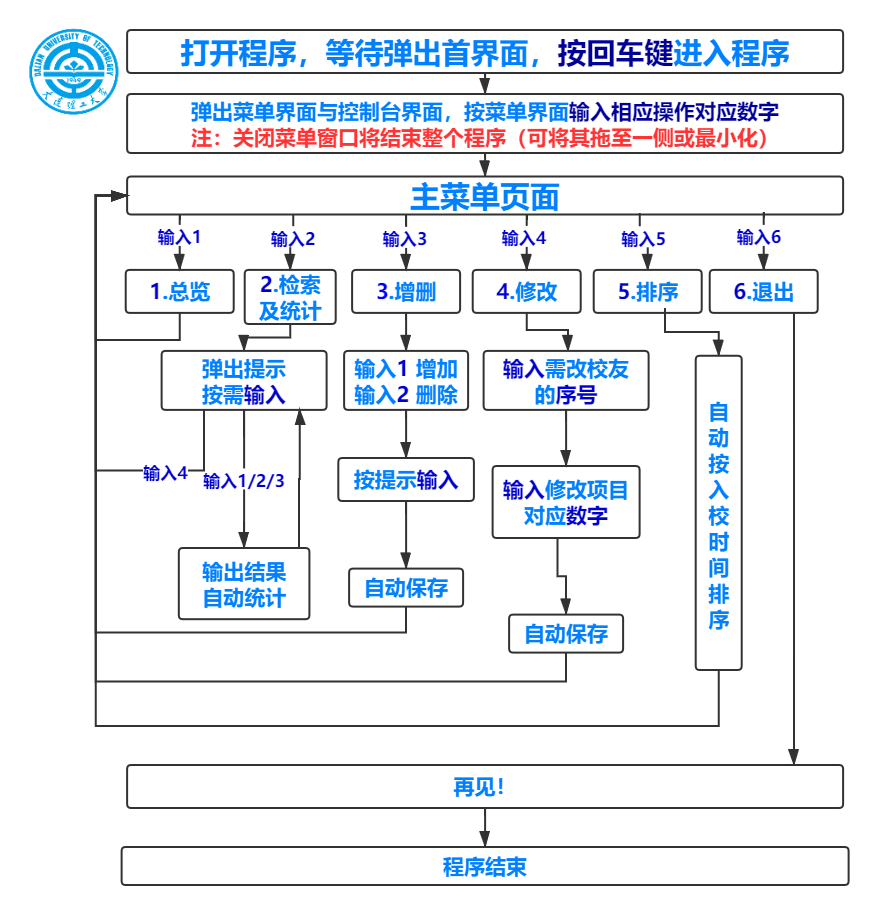 DALIAN UNIVERSITY OF TECHNOLOGY
1949
大连理工大学
打开程序，等待弹出首界面，按回车键进入程序
弹出菜单界面与控制台界面，按菜单界面输入相应操作对应数字
注：关闭菜单窗口将结束整个程序（可将其拖至一侧或最小化）
主菜单页面
输入1
输入2
输入3
输入4
输入5
输入6
1.总览
2.检索
及统计
3.增删
4.修改
5.排序
6.退出
弹出提示
按需输入
输入1 增加
输入2 删除
输入需改校友
的序号
自动按入校时间排序
输入4
输入1/2/3
按提示输入
输入修改项目
对应数字
输出结果
自动统计
自动保存
自动保存
再见！
程序结束